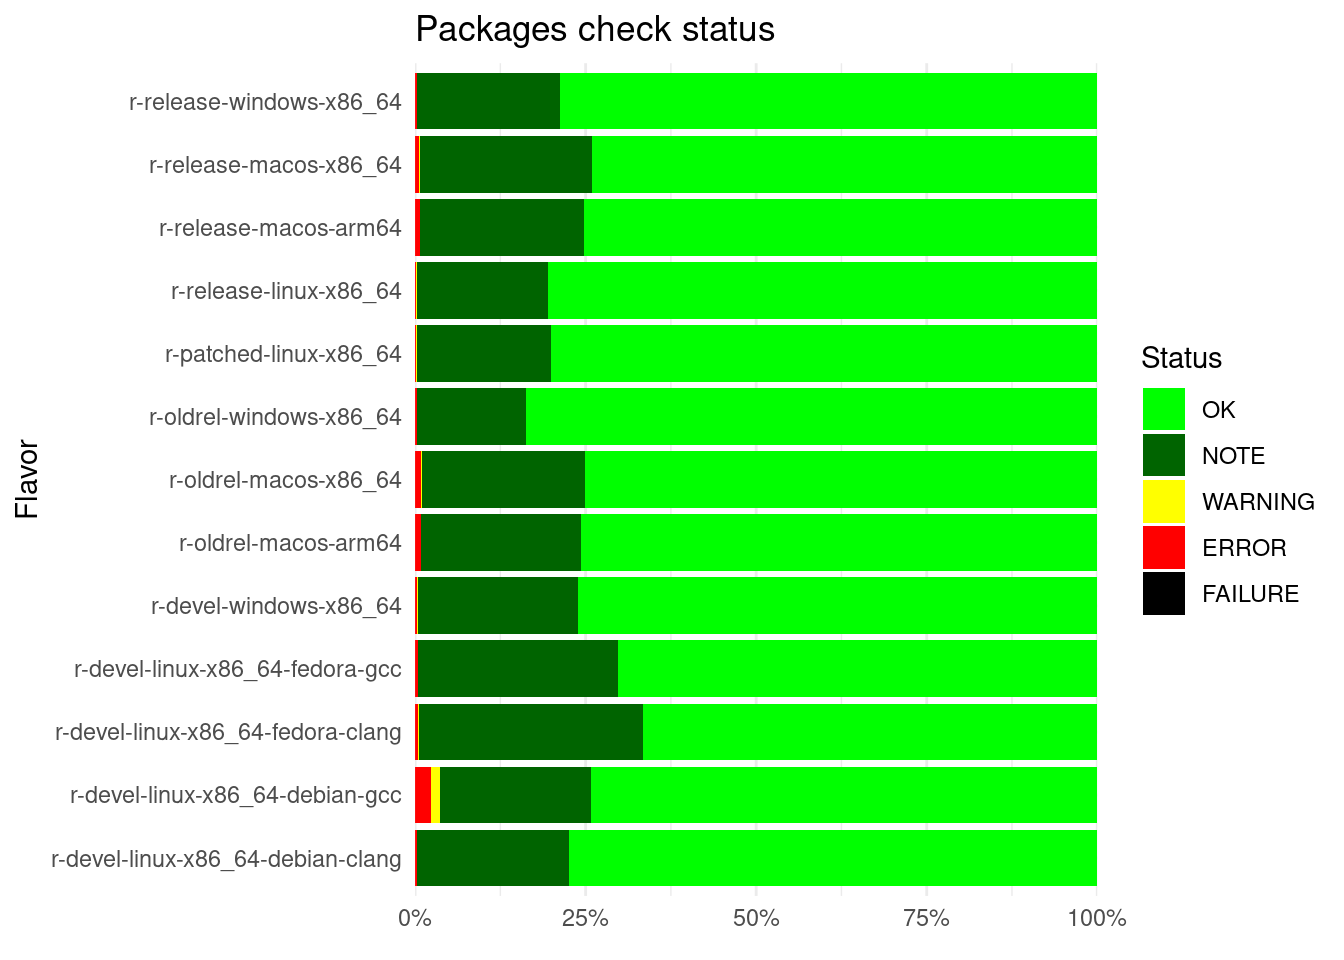 Packages check status
Flavor
r-release-windows-x86_64
r-release-macos-x86_64
r-release-macos-arm64
r-release-linux-x86_64
r-patched-linux-x86_64
r-oldrel-windows-x86_64
r-oldrel-macos-x86_64
r-oldrel-macos-arm64
r-devel-windows-x86_64
r-devel-linux-x86_64-fedora-gcc
r-devel-linux-x86_64-fedora-clang
r-devel-linux-x86_64-debian-gcc
r-devel-linux-x86_64-debian-clang
0% 25% 50% 75% 100%
Status
OK
NOTE
WARNING
ERROR
FAILURE